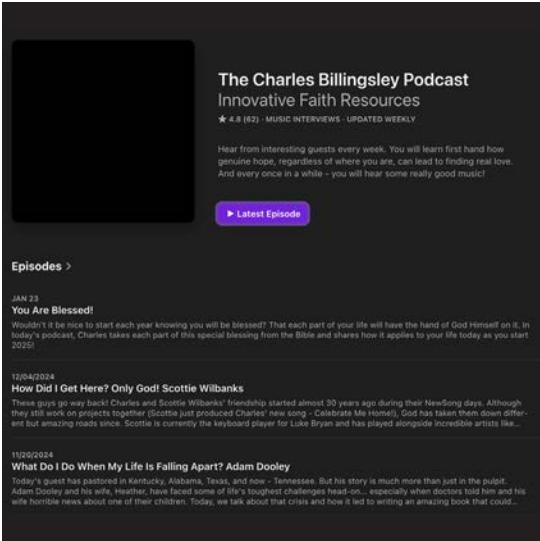 The Charles Billingsley Podcast
Innovative Faith Resources
★ 4.8 (62) · MUSIC INTERVIEWS · UPDATED WEEKLY
Hear from interesting guests every week. You will learn first hand how
genuine hope, regardless of where you are, can lead to finding real love.
And every once in a while - you will hear some really good music!
▶ Latest Episode
Episodes >
JAN 23
You Are Blessed!
Wouldn't it be nice to start each year knowing you will be blessed? That each part of your life will have the hand of God Himself on it. In
today's podcast, Charles takes each part of this special blessing from the Bible and shares how it applies to your life today as you start
2025!
12/04/2024
How Did I Get Here? Only God! Scottie Wilbanks
These guys go way back! Charles and Scottie Wilbanks' friendship started almost 30 years ago during their NewSong days. Although
they still work on projects together (Scottie just produced Charles' new song - Celebrate Me Home!), God has taken them down differ-
ent but amazing roads since. Scottie is currently the keyboard player for Luke Bryan and has played alongside incredible artists like...
11/20/2024
What Do I Do When My Life Is Falling Apart? Adam Dooley
Today's guest has pastored in Kentucky, Alabama, Texas, and now - Tennessee. But his story is much more than just in the pulpit.
Adam Dooley and his wife, Heather, have faced some of life's toughest challenges head-on... especially when doctors told him and his
wife horrible news about one of their children. Today, we talk about that crisis and how it led to writing an amazing book that could...